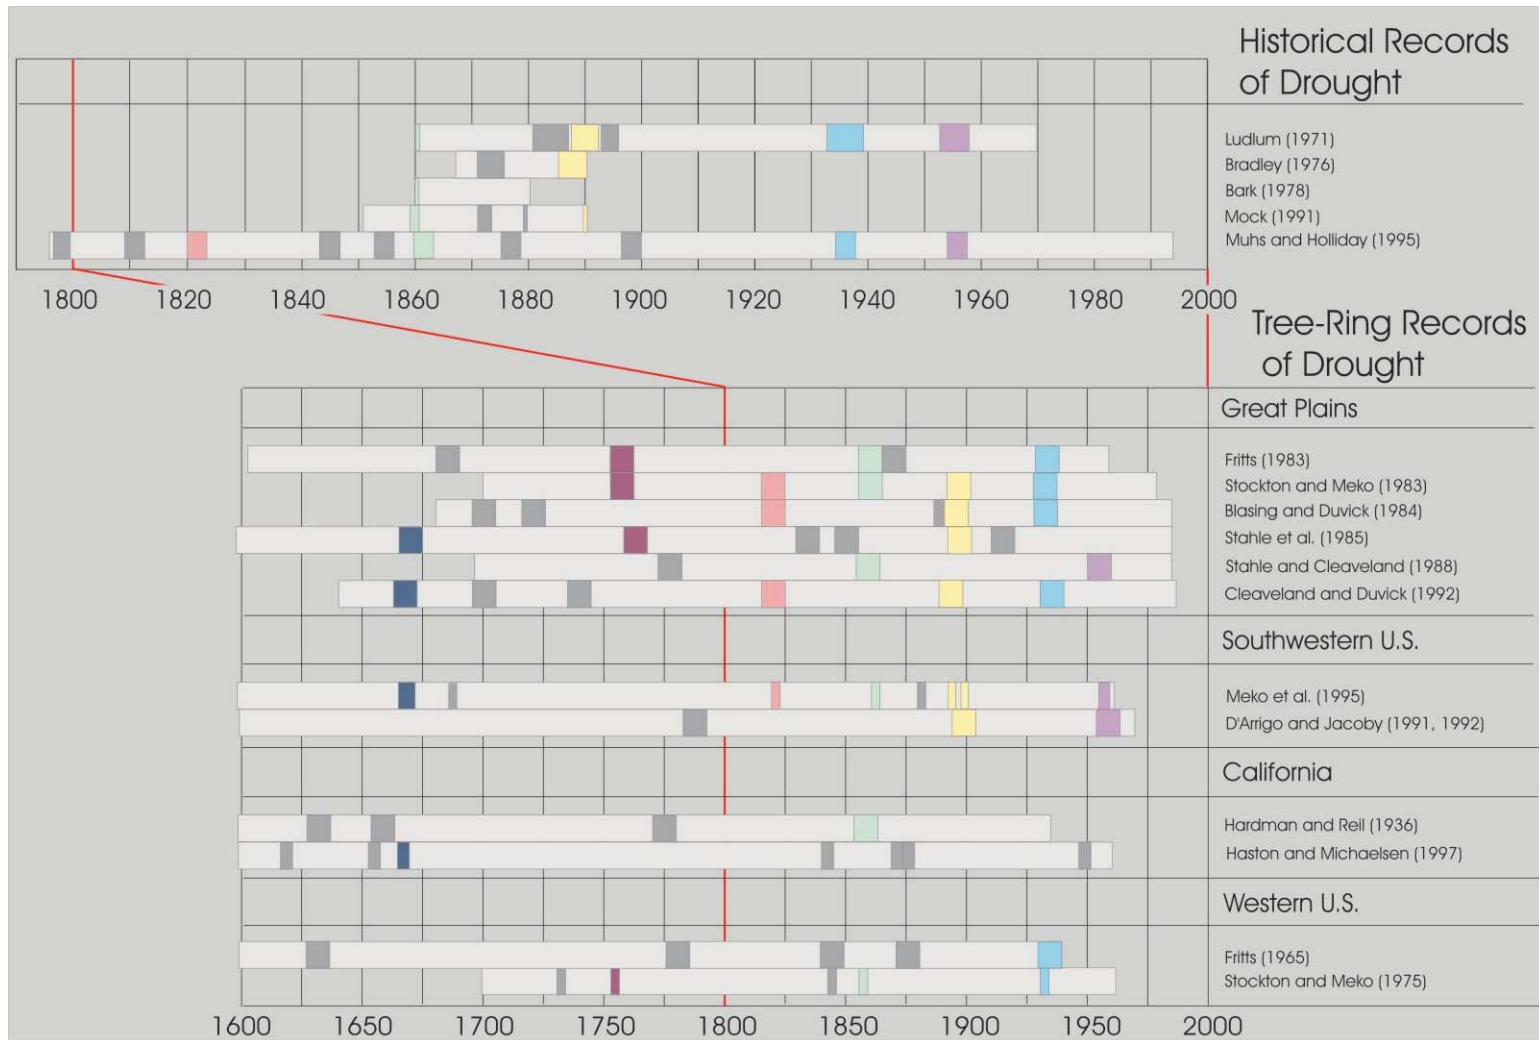 Historical Records
of Drought
Ludlum (1971)
Bradley (1976)
Bark (1978)
Mock (1991)
Muhs and Holliday (1995)
1800 1820 1840 1860 1880 1900 1920 1940 1960 1980 2000
Tree-Ring Records
of Drought
Great Plains
Fritts (1983)
Stockton and Meko (1983)
Blasing and Duvick (1984)
Stahle et al. (1985)
Stahle and Cleaveland (1988)
Cleaveland and Duvick (1992)
Southwestern U.S.
Meko et al. (1995)
D'Arrigo and Jacoby (1991, 1992)
California
Hardman and Reil (1936)
Haston and Michaelsen (1997)
Western U.S.
Fritts (1965)
Stockton and Meko (1975)
1600 1650 1700 1750 1800 1850 1900 1950 2000